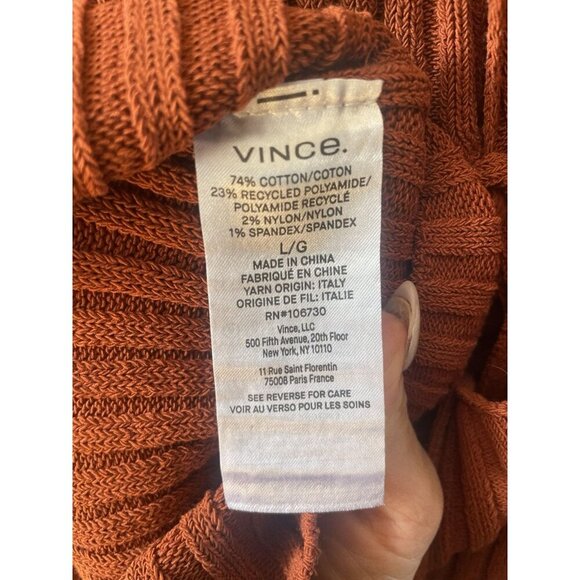 VINCe.
74% COTTON/COTON
23% RECYCLED POLYAMIDE/
POLYAMIDE RECYCLÉ
2% NYLON/NYLON
1% SPANDEX/SPANDEX
L/G
MADE IN CHINA
FABRIQUÉ EN CHINE
YARN ORIGIN: ITALY
ORIGINE DE FIL: ITALIE
RN#106730
Vince, LLC
500 Fifth Avenue, 20th Floor
New York, NY 10110
11 Rue Saint Florentin
75008 Paris France
SEE REVERSE FOR CARE
VOIR AU VERSO POUR LES SOINS